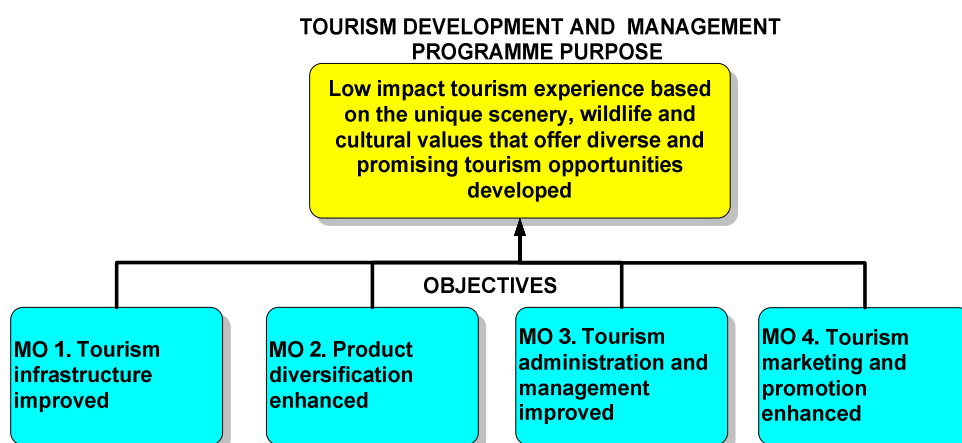 TOURISM DEVELOPMENT AND MANAGEMENT
PROGRAMME PURPOSE
Low impact tourism experience based
on the unique scenery, wildlife and
cultural values that offer diverse and
promising tourism opportunities
developed
OBJECTIVES
MO 1. Tourism
infrastructure
improved
MO 2. Product
diversification
enhanced
MO 3. Tourism
administration and
management
improved
MO 4. Tourism
marketing and
promotion
enhanced